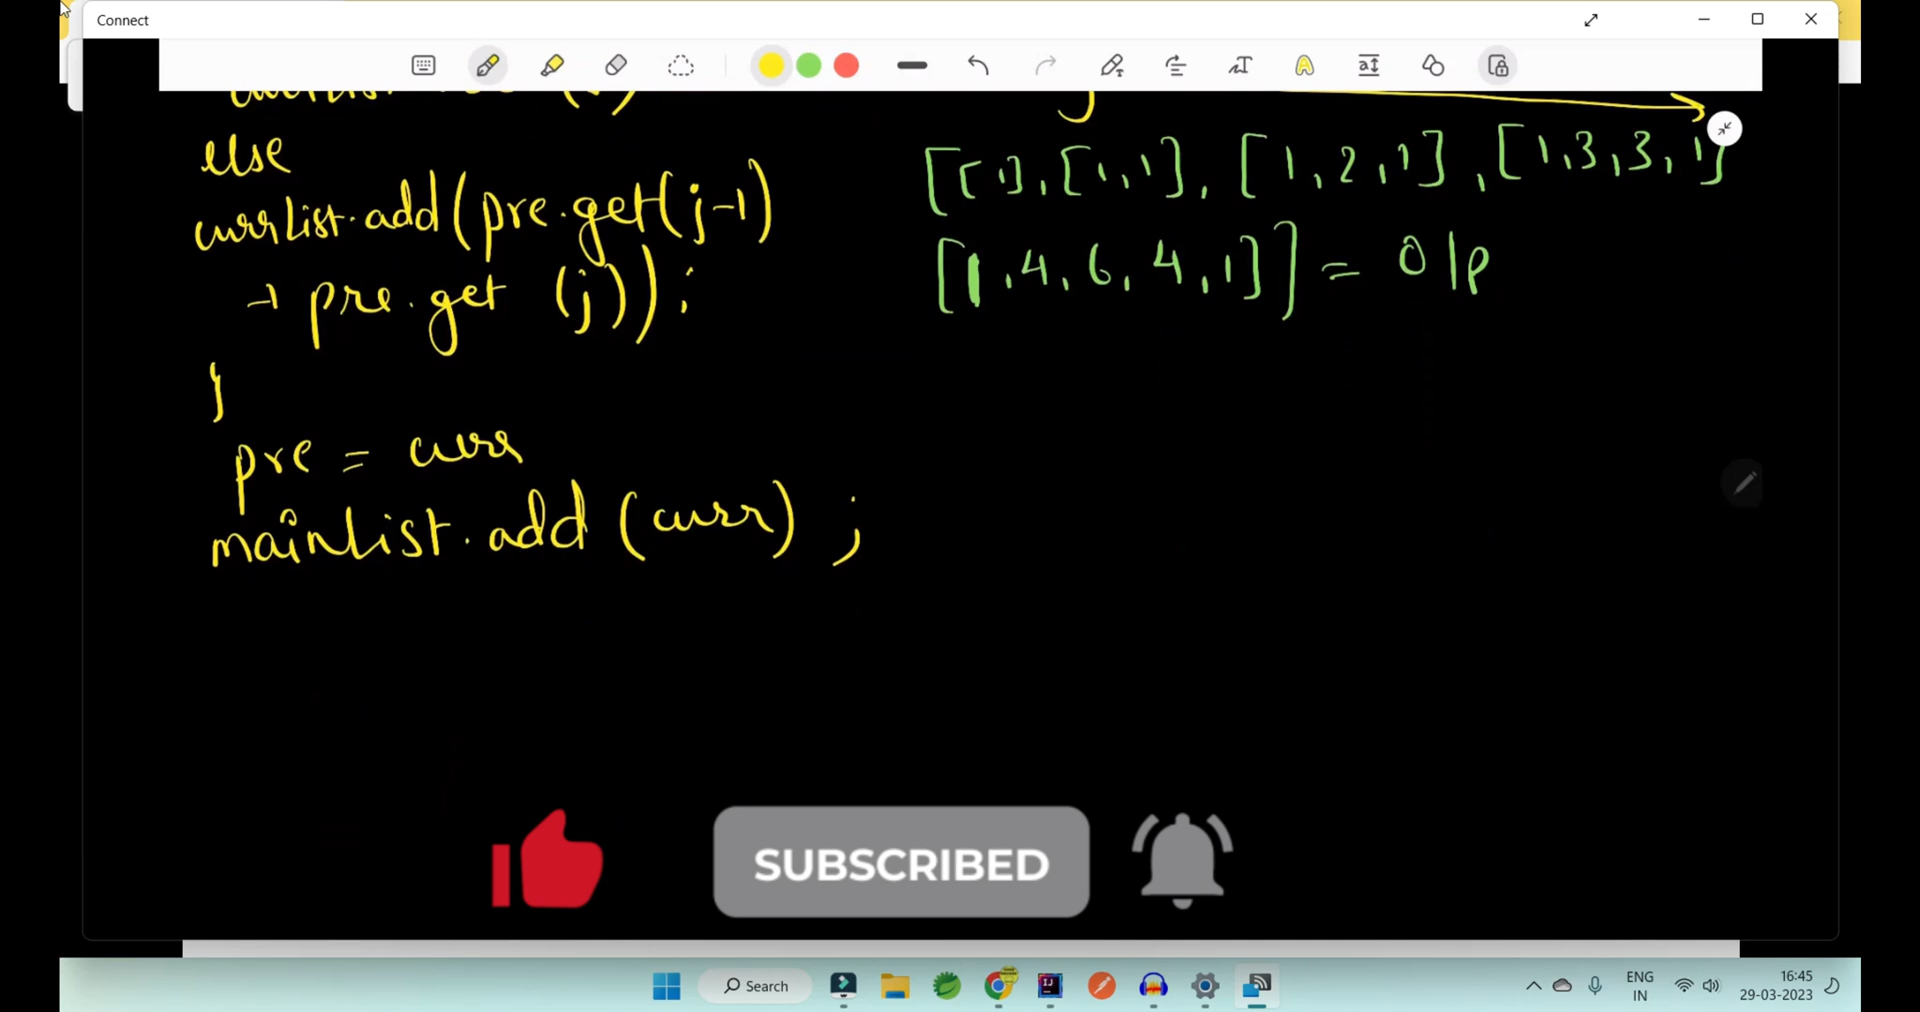 Connect
else
currList.add(pre.get(j-1)
→ pre.get (j));
}
pre = curr
mainList.add (curr) ;
[[1], [1,1], [1,2,1], [1,3,3,1]
[1,4,6,4,1]] = O|p
SUBSCRIBED
Search
ENG
IN
16:45
29-03-2023